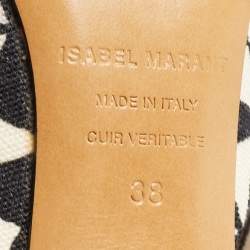 ISABEL MARANT
MADE IN ITALY
CUIR VERITABLE
38